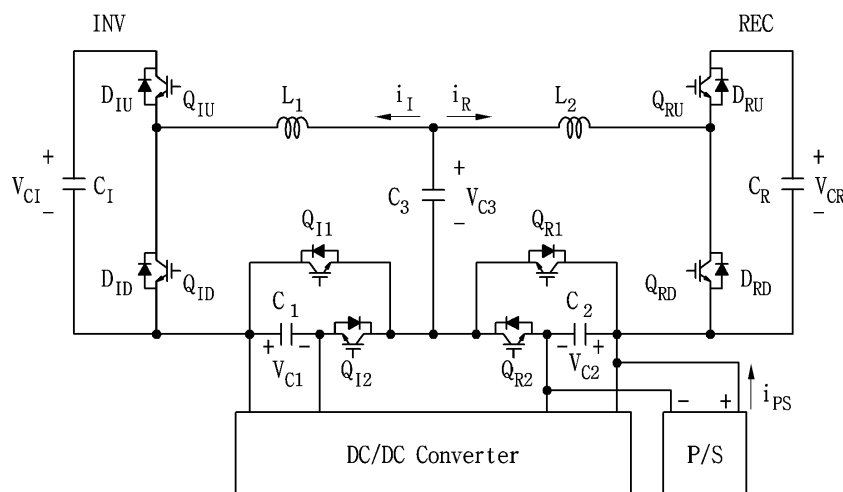 INV
REC
D_IU
Q_IU
L_1
i_I
i_R
L_2
Q_RU
D_RU
+
V_CI
−
C_I
C_3
+
V_C3
−
C_R
+
V_CR
−
D_ID
Q_ID
Q_I1
Q_R1
Q_RD
D_RD
C_1
C_2
+
−
V_C1
Q_I2
Q_R2
−
+
V_C2
−
+
i_PS
DC/DC Converter
P/S